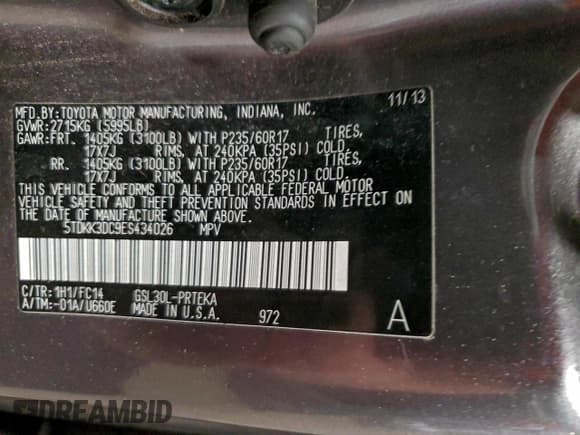 MFD.BY:TOYOTA MOTOR MANUFACTURING, INDIANA, INC. 11/13
GVWR:2715KG (5995LB)
GAWR:FRT. 1405KG (3100LB) WITH P235/60R17 TIRES,
17X7J RIMS, AT 240KPA (35PSI) COLD.
RR. 1405KG (3100LB) WITH P235/60R17 TIRES,
17X7J RIMS, AT 240KPA (35PSI) COLD.
THIS VEHICLE CONFORMS TO ALL APPLICABLE FEDERAL MOTOR
VEHICLE SAFETY AND THEFT PREVENTION STANDARDS IN EFFECT ON
THE DATE OF MANUFACTURE SHOWN ABOVE.
5TDKK3DC9ES434026 MPV
C/TR:1H1/FC14 GSL30L-PRTEKA
A/TM:-01A/U660E MADE IN U.S.A. 972 A
DREAMBID